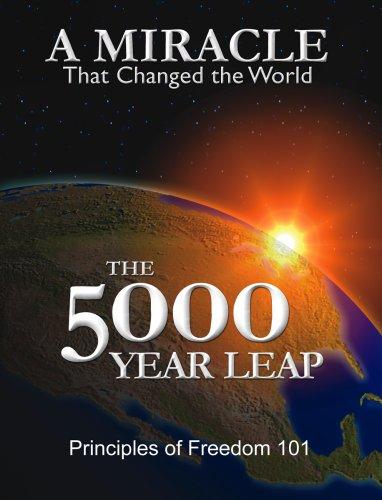 A MIRACLE
That Changed the World
THE
5000
YEAR LEAP
Principles of Freedom 101